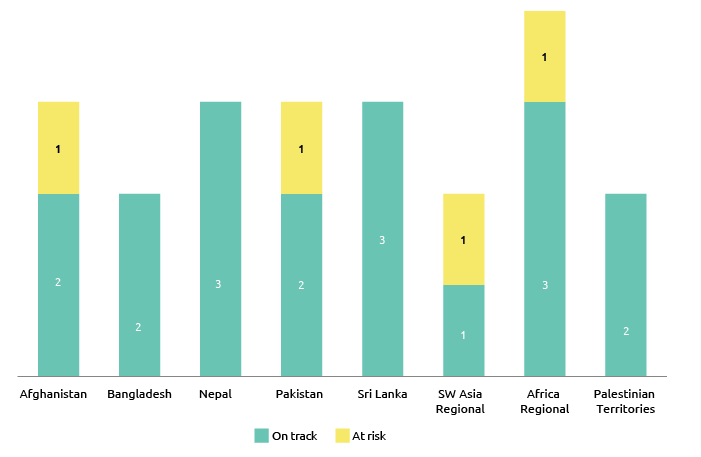 1
1
1
1
3
2
2
3
3
2
1
2
Afghanistan
Bangladesh
Nepal
Pakistan
Sri Lanka
SW Asia
Regional
Africa
Regional
Palestinian
Territories
On track
At risk